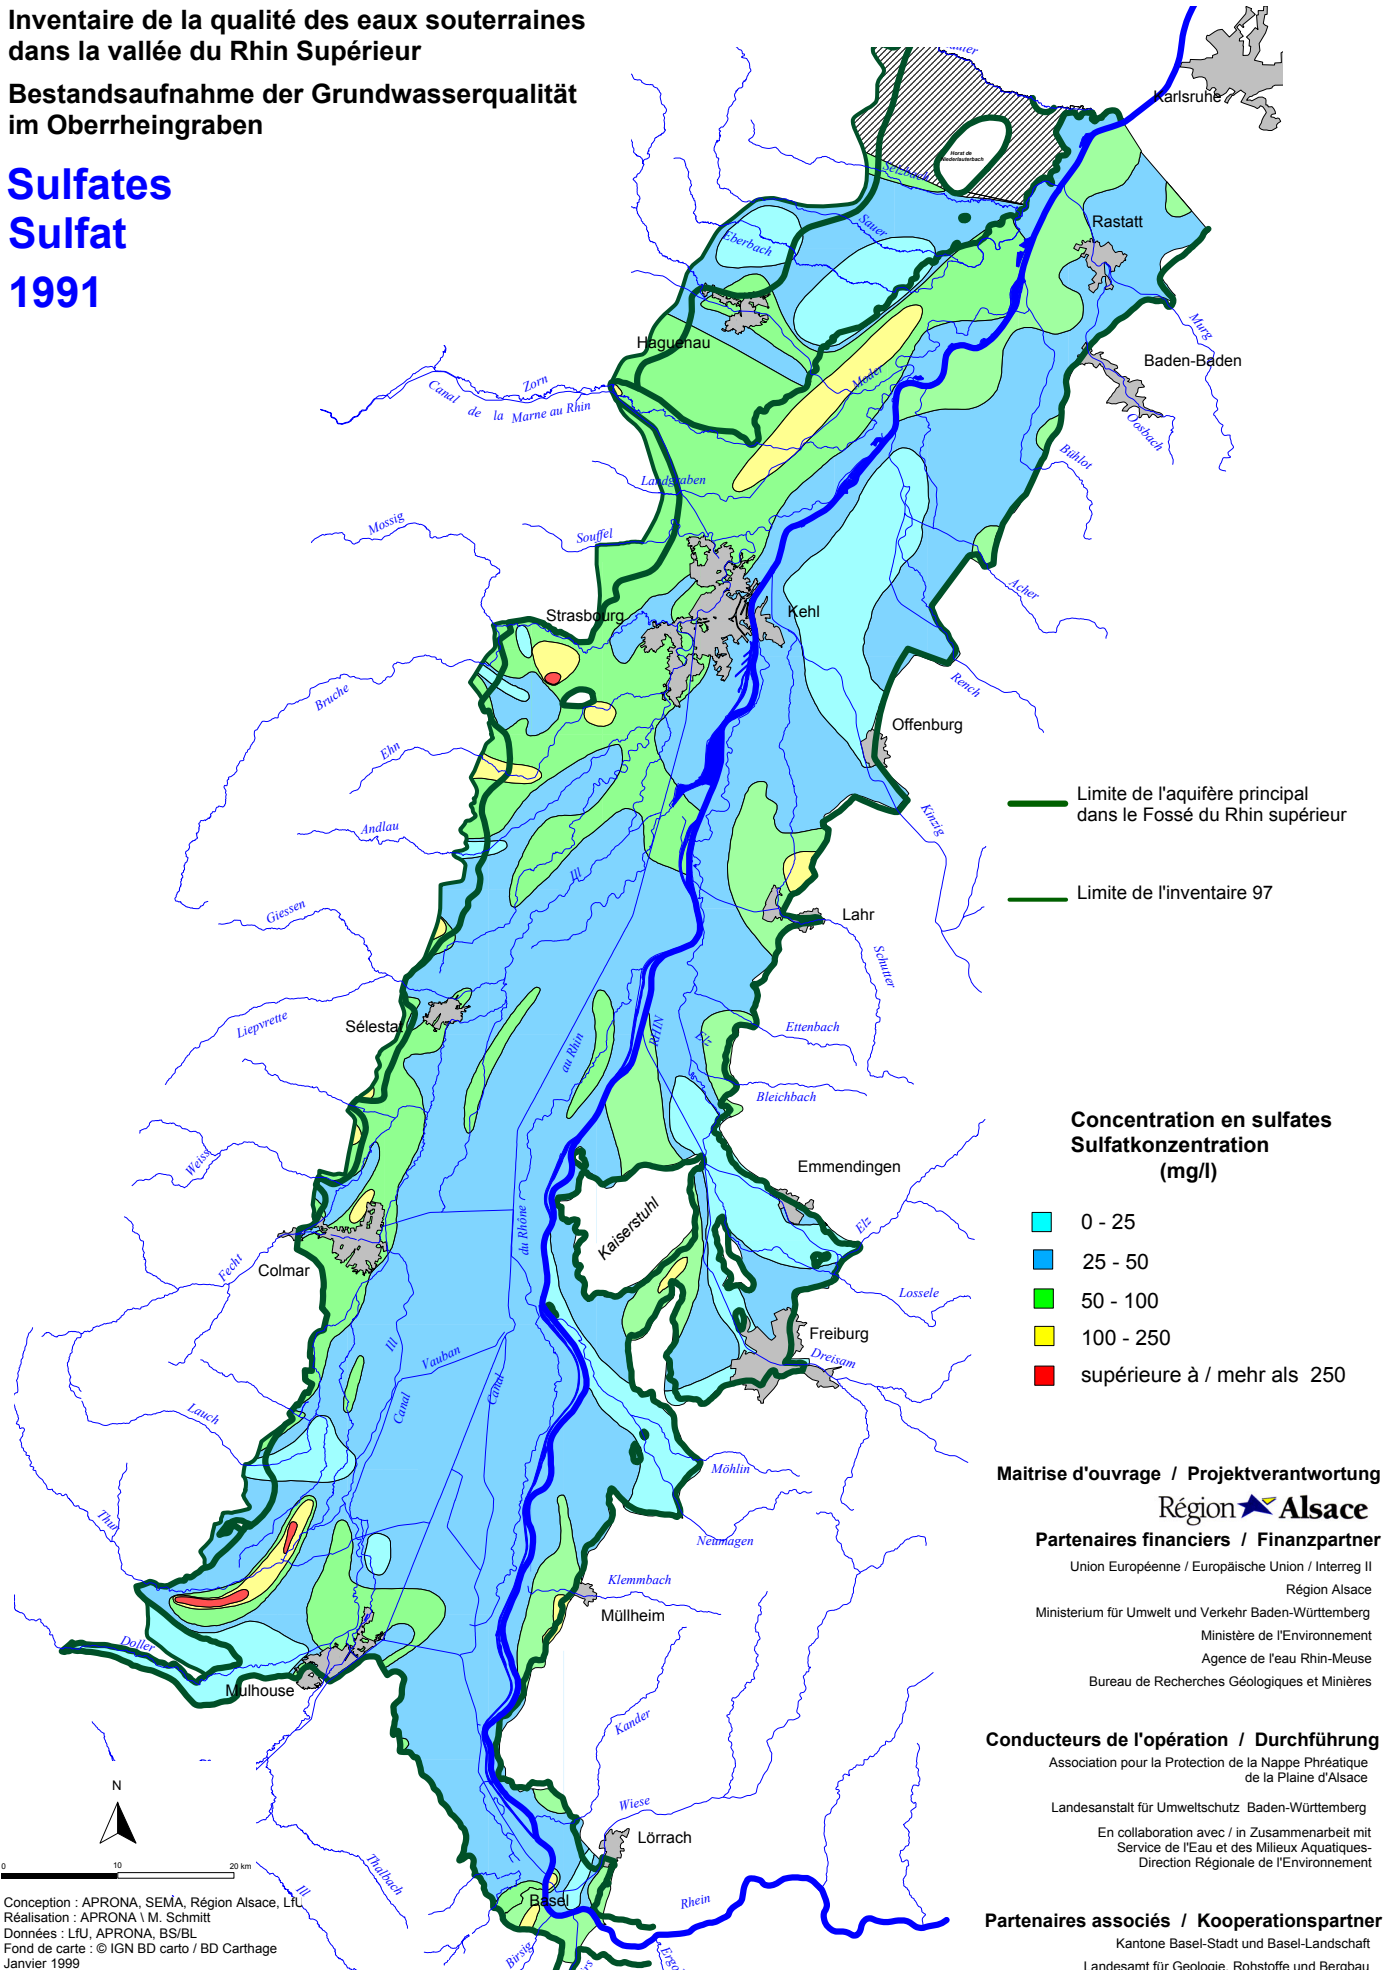 Inventaire de la qualité des eaux souterraines
dans la vallée du Rhin Supérieur
Bestandsaufnahme der Grundwasserqualität
im Oberrheingraben
Sulfates
Sulfat
1991
Karlsruhe
Horst de
Niederlauterbach
Selzbach
Sauer
Eberbach
Rastatt
Murg
Haguenau
Moder
Baden-Baden
Oosbach
Zorn
Canal de la Marne au Rhin
Bühlot
Landgraben
Mossig
Souffel
Acher
Strasbourg
Kehl
Rench
Bruche
Offenburg
Ehn
Kinzig
Andlau
Ill
Giessen
Lahr
Schutter
Liepvrette
Sélestat
au Rhin
RHIN
Elz
Ettenbach
Bleichbach
Weiss
Emmendingen
Kaiserstuhl
du Rhône
Elz
Fecht
Colmar
Lossele
Freiburg
Dreisam
Ill
Vauban
Canal
Canal
Lauch
Möhlin
Thur
Neumagen
Klemmbach
Müllheim
Doller
Mulhouse
Kander
Wiese
Lörrach
Thalbach
Ill
Basel
Rhein
Birsig
Limite de l'aquifère principal
dans le Fossé du Rhin supérieur
Limite de l'inventaire 97
Concentration en sulfates
Sulfatkonzentration
(mg/l)
0 - 25
25 - 50
50 - 100
100 - 250
supérieure à / mehr als 250
Maitrise d'ouvrage / Projektverantwortung
Région Alsace
Partenaires financiers / Finanzpartner
Union Européenne / Europäische Union / Interreg II
Région Alsace
Ministerium für Umwelt und Verkehr Baden-Württemberg
Ministère de l'Environnement
Agence de l'eau Rhin-Meuse
Bureau de Recherches Géologiques et Minières
Conducteurs de l'opération / Durchführung
Association pour la Protection de la Nappe Phréatique
de la Plaine d'Alsace
Landesanstalt für Umweltschutz Baden-Württemberg
En collaboration avec / in Zusammenarbeit mit
Service de l'Eau et des Milieux Aquatiques-
Direction Régionale de l'Environnement
Partenaires associés / Kooperationspartner
Kantone Basel-Stadt und Basel-Landschaft
Landesamt für Geologie, Rohstoffe und Bergbau
N
0 10 20 km
Conception : APRONA, SEMA, Région Alsace, LfU
Réalisation : APRONA \ M. Schmitt
Données : LfU, APRONA, BS/BL
Fond de carte : © IGN BD carto / BD Carthage
Janvier 1999